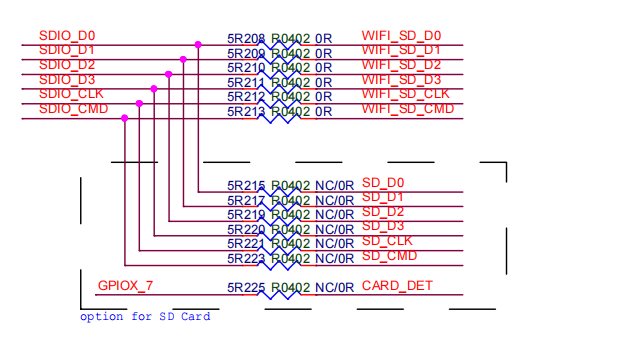 SDIO_D0 5R208 R0402 0R WIFI_SD_D0
SDIO_D1 5R209 R0402 0R WIFI_SD_D1
SDIO_D2 5R210 R0402 0R WIFI_SD_D2
SDIO_D3 5R211 R0402 0R WIFI_SD_D3
SDIO_CLK 5R212 R0402 0R WIFI_SD_CLK
SDIO_CMD 5R213 R0402 0R WIFI_SD_CMD
5R215 R0402 NC/0R SD_D0
5R217 R0402 NC/0R SD_D1
5R219 R0402 NC/0R SD_D2
5R220 R0402 NC/0R SD_D3
5R221 R0402 NC/0R SD_CLK
5R223 R0402 NC/0R SD_CMD
GPIOX_7 5R225 R0402 NC/0R CARD_DET
option for SD Card